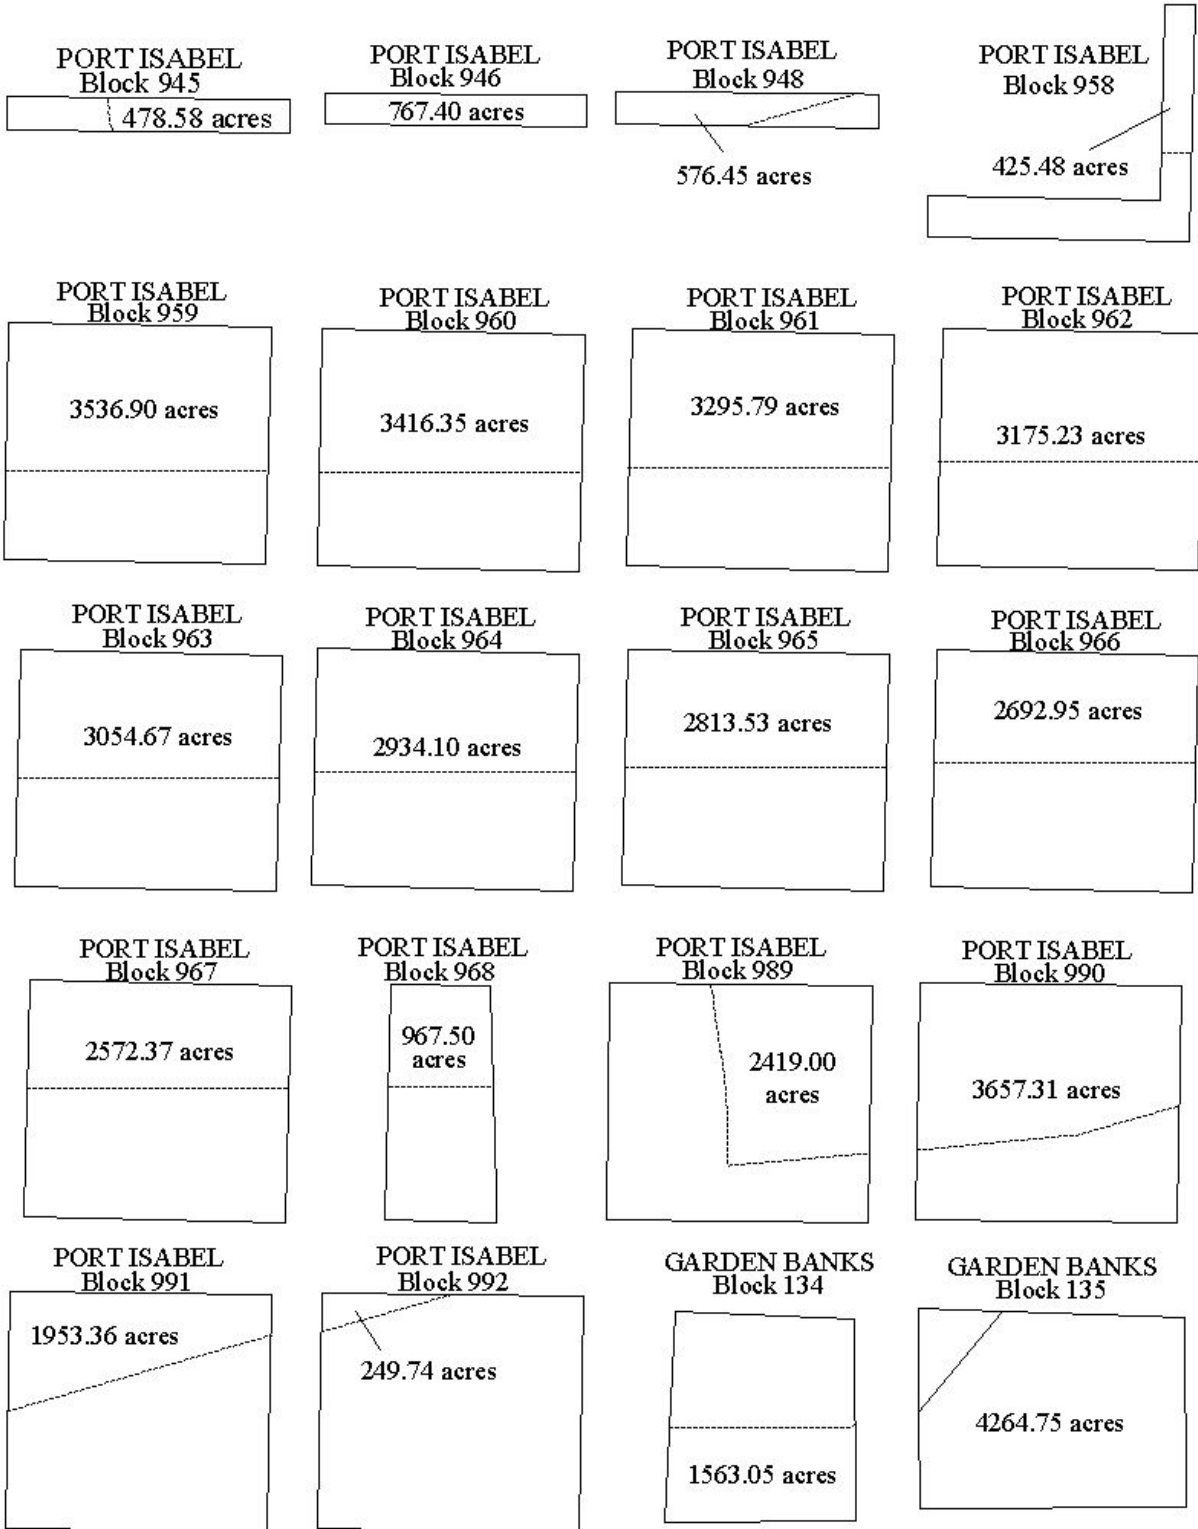 PORT ISABEL
Block 945
478.58 acres
PORT ISABEL
Block 946
767.40 acres
PORT ISABEL
Block 948
576.45 acres
PORT ISABEL
Block 958
425.48 acres
PORT ISABEL
Block 959
3536.90 acres
PORT ISABEL
Block 960
3416.35 acres
PORT ISABEL
Block 961
3295.79 acres
PORT ISABEL
Block 962
3175.23 acres
PORT ISABEL
Block 963
3054.67 acres
PORT ISABEL
Block 964
2934.10 acres
PORT ISABEL
Block 965
2813.53 acres
PORT ISABEL
Block 966
2692.95 acres
PORT ISABEL
Block 967
2572.37 acres
PORT ISABEL
Block 968
967.50
acres
PORT ISABEL
Block 989
2419.00
acres
PORT ISABEL
Block 990
3657.31 acres
PORT ISABEL
Block 991
1953.36 acres
PORT ISABEL
Block 992
249.74 acres
GARDEN BANKS
Block 134
1563.05 acres
GARDEN BANKS
Block 135
4264.75 acres